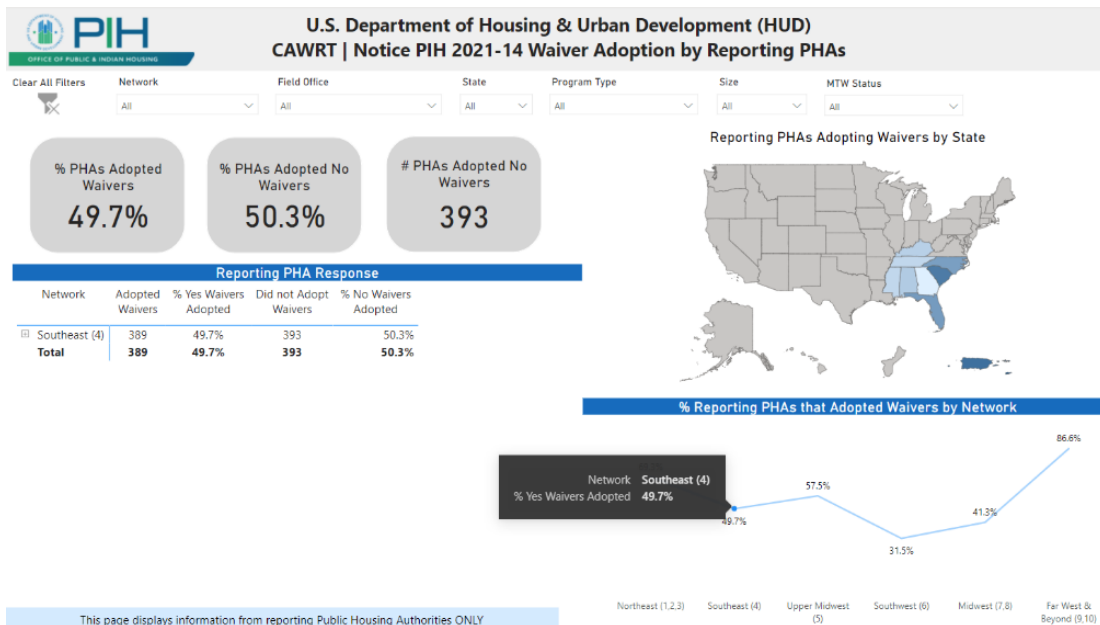 PIH
OFFICE OF PUBLIC & INDIAN HOUSING
U.S. Department of Housing & Urban Development (HUD)
CAWRT | Notice PIH 2021-14 Waiver Adoption by Reporting PHAs
Clear All Filters
Network
All
Field Office
All
State
All
Program Type
All
Size
All
MTW Status
All
% PHAs Adopted
Waivers
49.7%
% PHAs Adopted No
Waivers
50.3%
# PHAs Adopted No
Waivers
393
Reporting PHAs Adopting Waivers by State
Reporting PHA Response
Network Adopted % Yes Waivers Did not Adopt % No Waivers
Waivers Adopted Waivers Adopted
Southeast (4) 389 49.7% 393 50.3%
Total 389 49.7% 393 50.3%
% Reporting PHAs that Adopted Waivers by Network
Network Southeast (4)
% Yes Waivers Adopted 49.7%
49.7%
57.5%
31.5%
41.3%
86.6%
Northeast (1,2,3) Southeast (4) Upper Midwest Southwest (6) Midwest (7,8) Far West &
(5) Beyond (9,10)
This page displays information from reporting Public Housing Authorities ONLY